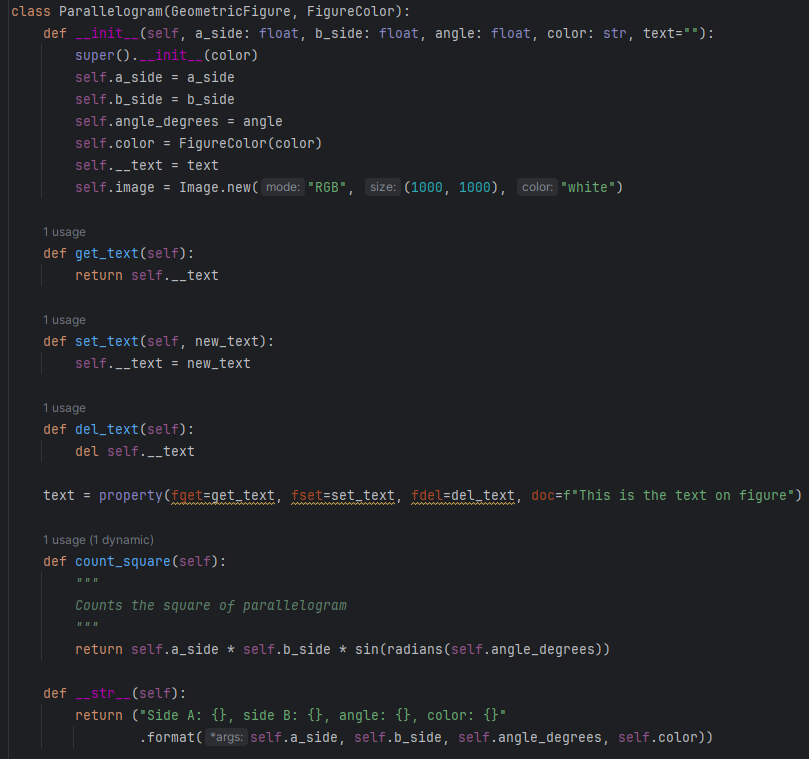 class Parallelogram(GeometricFigure, FigureColor):
    def __init__(self, a_side: float, b_side: float, angle: float, color: str, text=""):
        super().__init__(color)
        self.a_side = a_side
        self.b_side = b_side
        self.angle_degrees = angle
        self.color = FigureColor(color)
        self.__text = text
        self.image = Image.new( mode: "RGB", size: (1000, 1000), color: "white")
    1 usage
    def get_text(self):
        return self.__text
    1 usage
    def set_text(self, new_text):
        self.__text = new_text
    1 usage
    def del_text(self):
        del self.__text
    text = property(fget=get_text, fset=set_text, fdel=del_text, doc=f"This is the text on figure")
    1 usage (1 dynamic)
    def count_square(self):
        """
        Counts the square of parallelogram
        """
        return self.a_side * self.b_side * sin(radians(self.angle_degrees))
    def __str__(self):
        return ("Side A: {}, side B: {}, angle: {}, color: {}"
                .format( *args: self.a_side, self.b_side, self.angle_degrees, self.color))